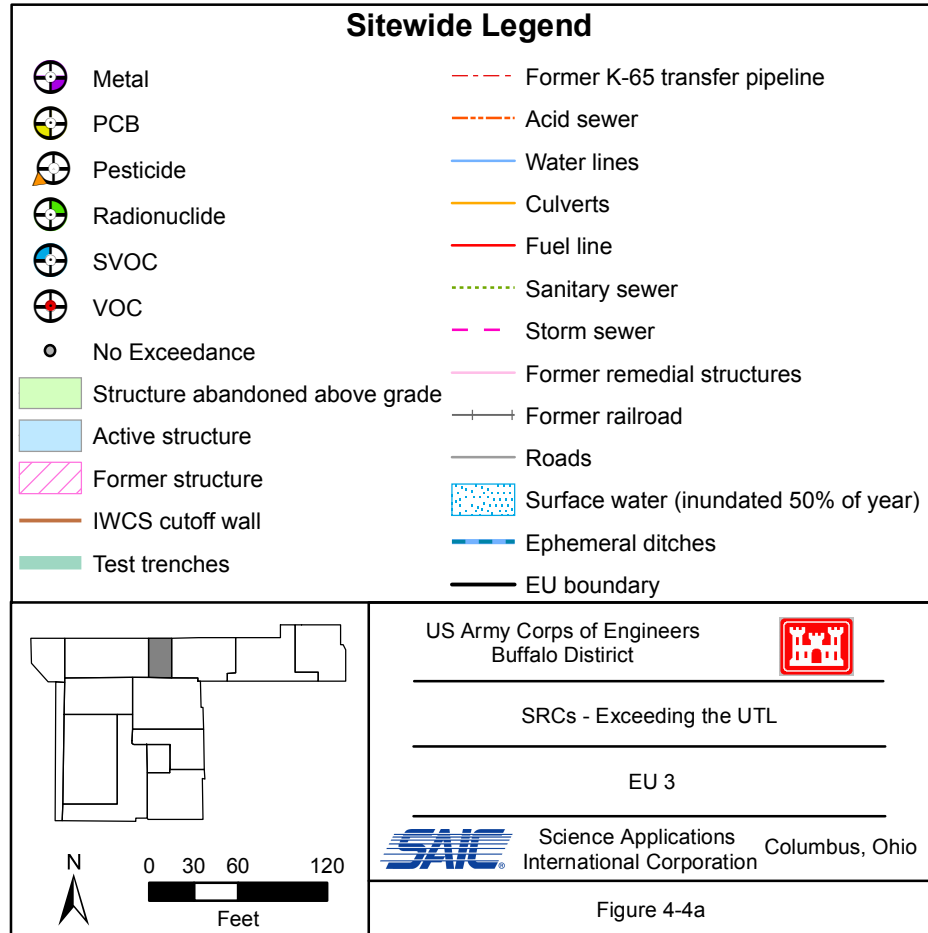 Sitewide Legend
Metal
PCB
Pesticide
Radionuclide
SVOC
VOC
No Exceedance
Structure abandoned above grade
Active structure
Former structure
IWCS cutoff wall
Test trenches
Former K-65 transfer pipeline
Acid sewer
Water lines
Culverts
Fuel line
Sanitary sewer
Storm sewer
Former remedial structures
Former railroad
Roads
Surface water (inundated 50% of year)
Ephemeral ditches
EU boundary
N
0 30 60 120
Feet
US Army Corps of Engineers
Buffalo Distirict
SRCs - Exceeding the UTL
EU 3
SAIC®
Science Applications
International Corporation
Columbus, Ohio
Figure 4-4a